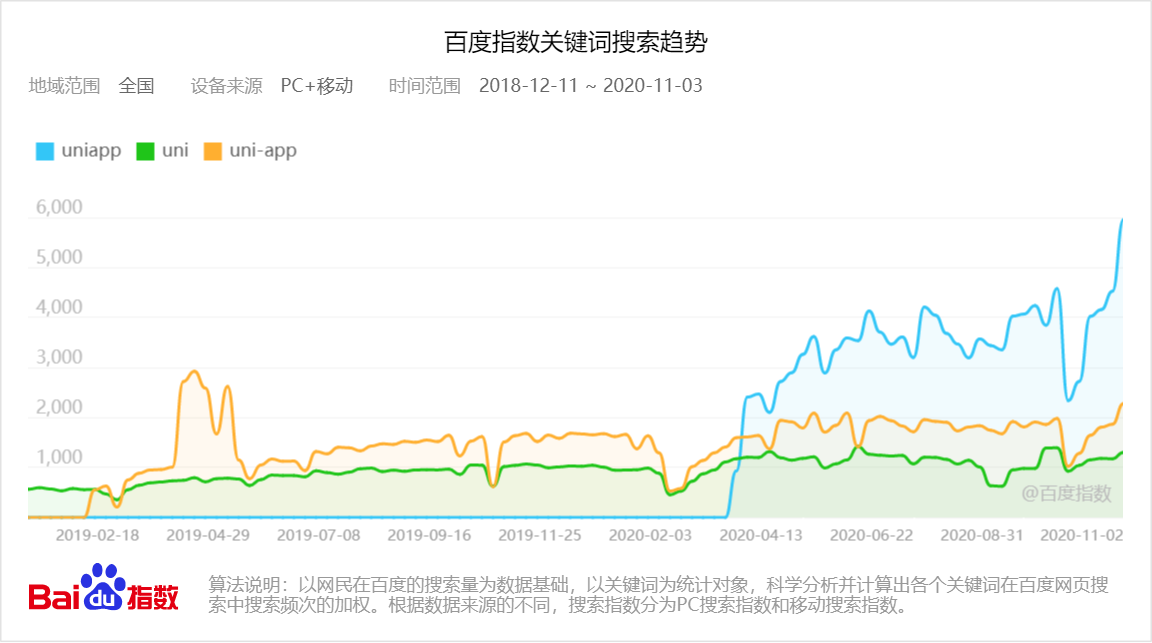 百度指数关键词搜索趋势
地域范围 全国 设备来源 PC+移动 时间范围 2018-12-11 ~ 2020-11-03
uniapp uni uni-app
6,000
5,000
4,000
3,000
2,000
1,000
@百度指数
2019-02-18 2019-04-29 2019-07-08 2019-09-16 2019-11-25 2020-02-03 2020-04-13 2020-06-22 2020-08-31 2020-11-02
Bai du 指数
算法说明：以网民在百度的搜索量为数据基础，以关键词为统计对象，科学分析并计算出各个关键词在百度网页搜
索中搜索频次的加权。根据数据来源的不同，搜索指数分为PC搜索指数和移动搜索指数。